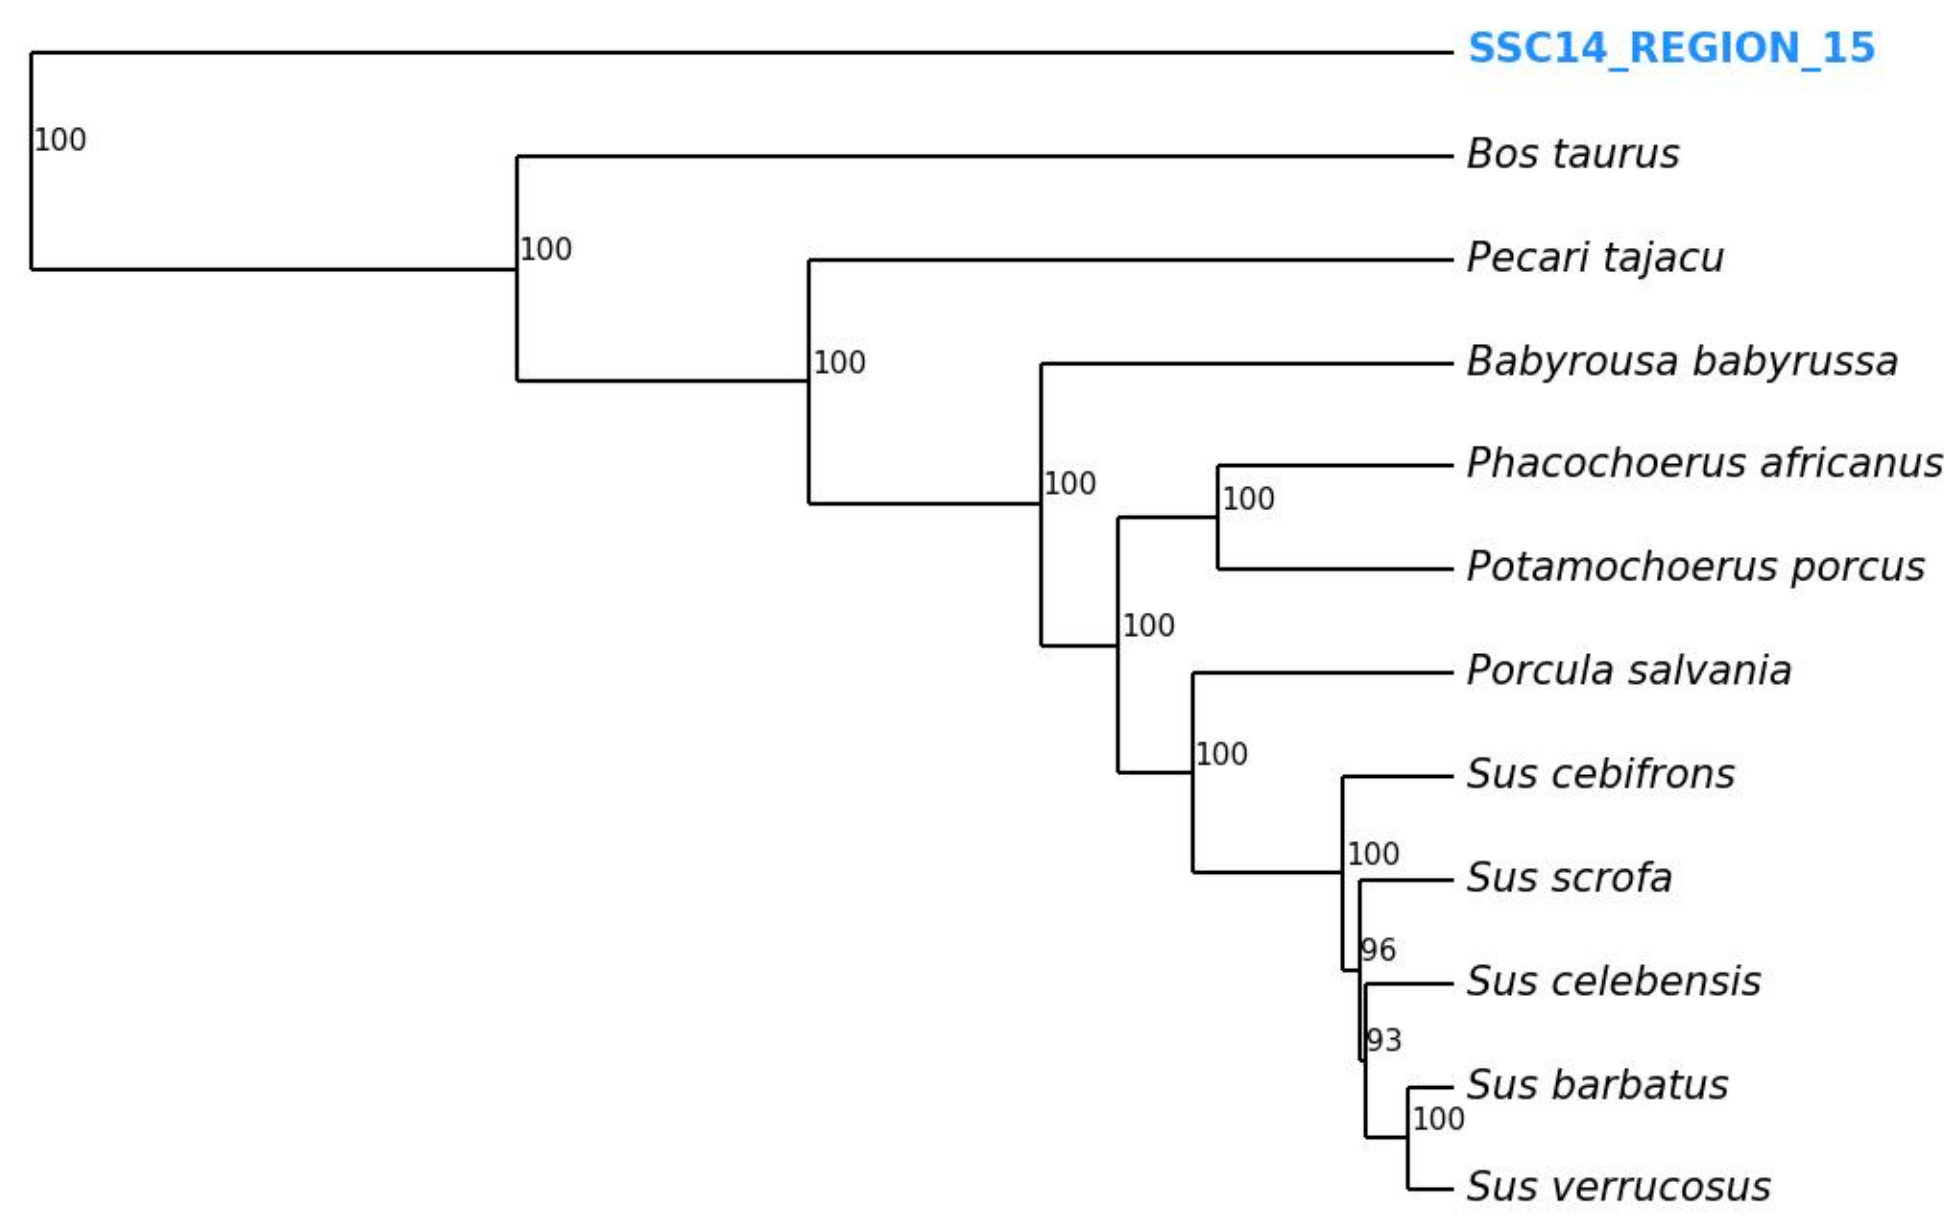 SSC14_REGION_15
100
Bos taurus
100
Pecari tajacu
100
Babyrousa babyrussa
100
Phacochoerus africanus
100
Potamochoerus porcus
100
Porcula salvania
100
Sus cebifrons
100
Sus scrofa
96
Sus celebensis
93
Sus barbatus
100
Sus verrucosus